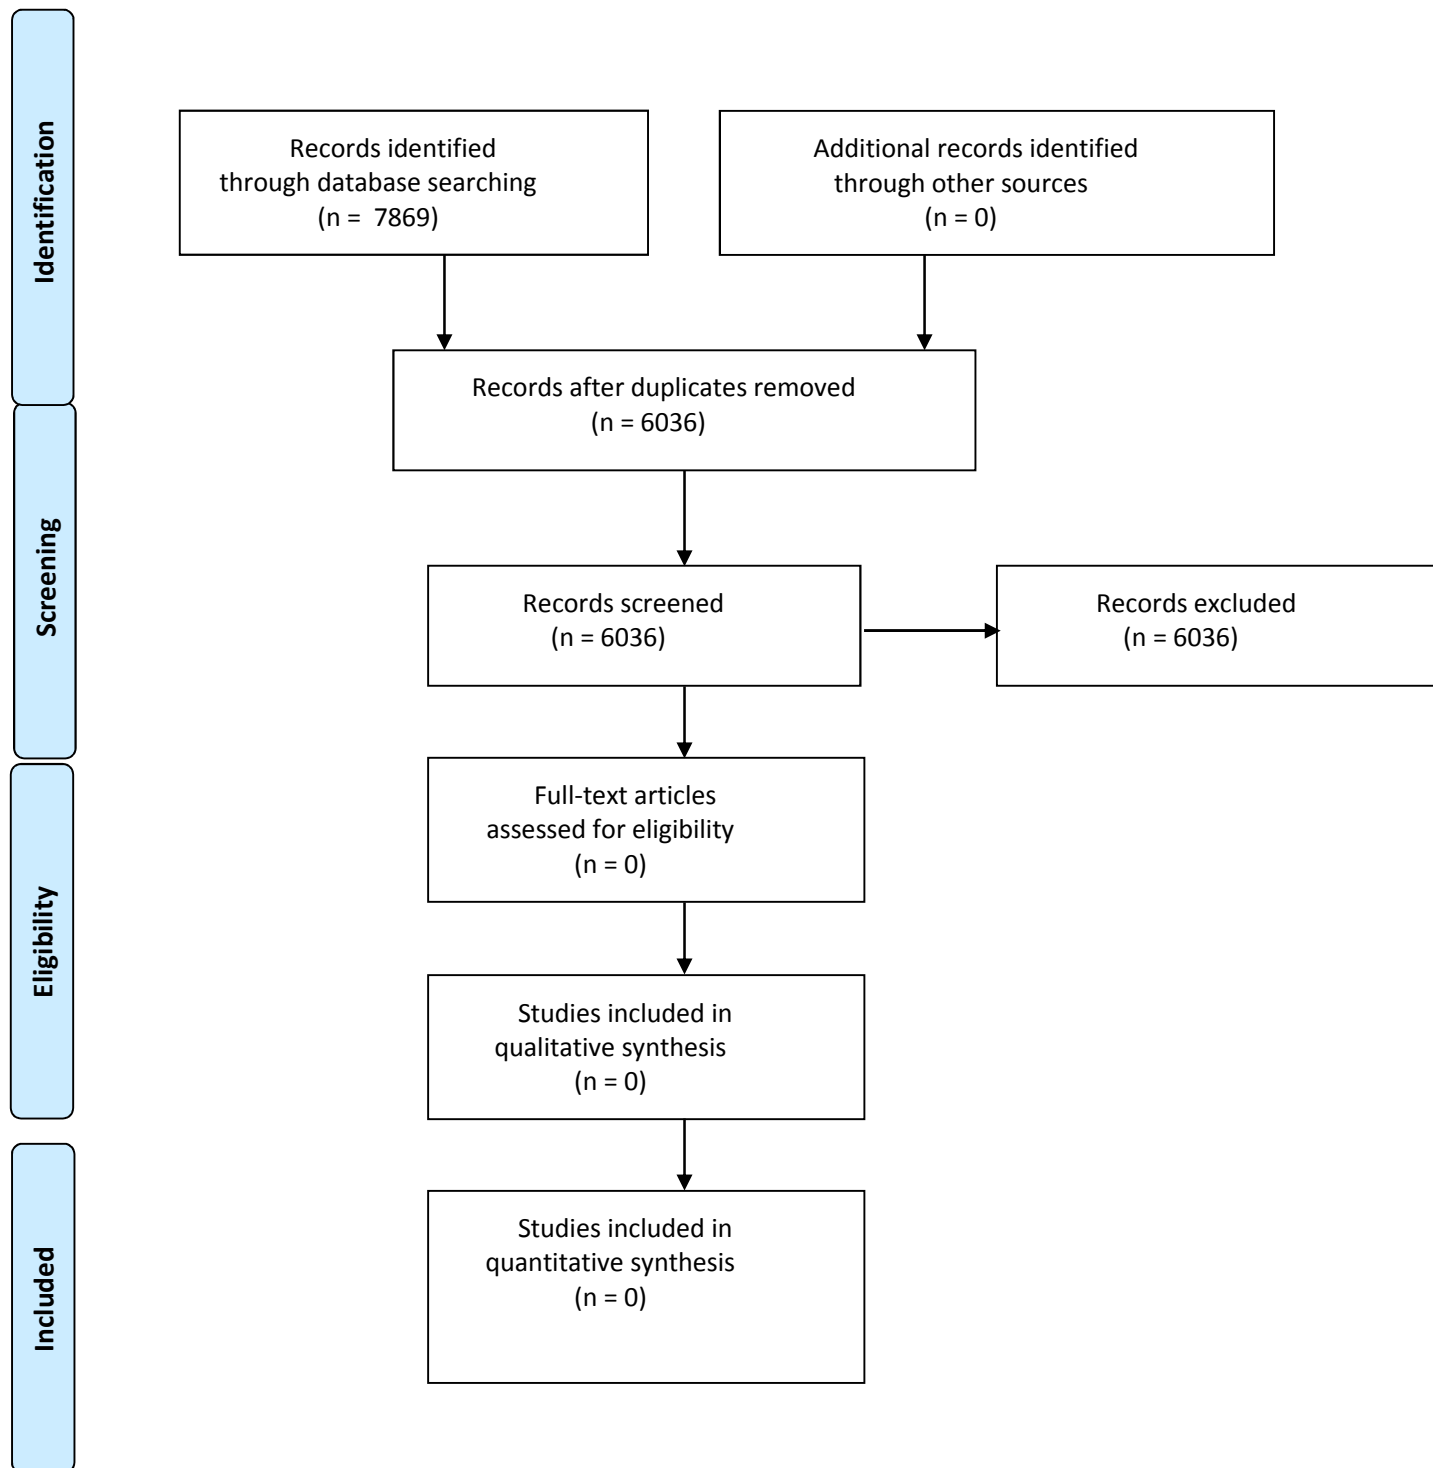 Identification
Records identified
through database searching
(n = 7869)
Additional records identified
through other sources
(n = 0)
Records after duplicates removed
(n = 6036)
Screening
Records screened
(n = 6036)
Records excluded
(n = 6036)
Eligibility
Full-text articles
assessed for eligibility
(n = 0)
Studies included in
qualitative synthesis
(n = 0)
Included
Studies included in
quantitative synthesis
(n = 0)